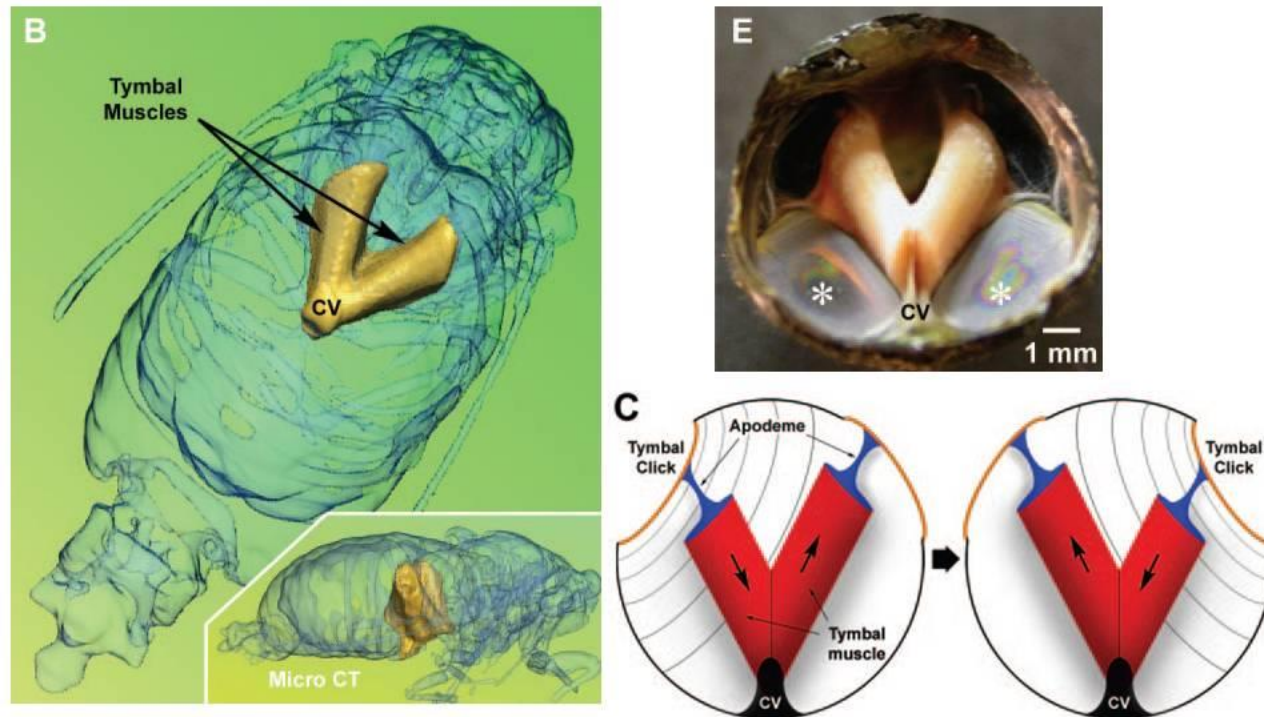 B
Tymbal
Muscles
CV
Micro CT
E
CV
* *
1 mm
C
Tymbal
Click
Apodeme
Tymbal
Click
Tymbal
muscle
CV
CV